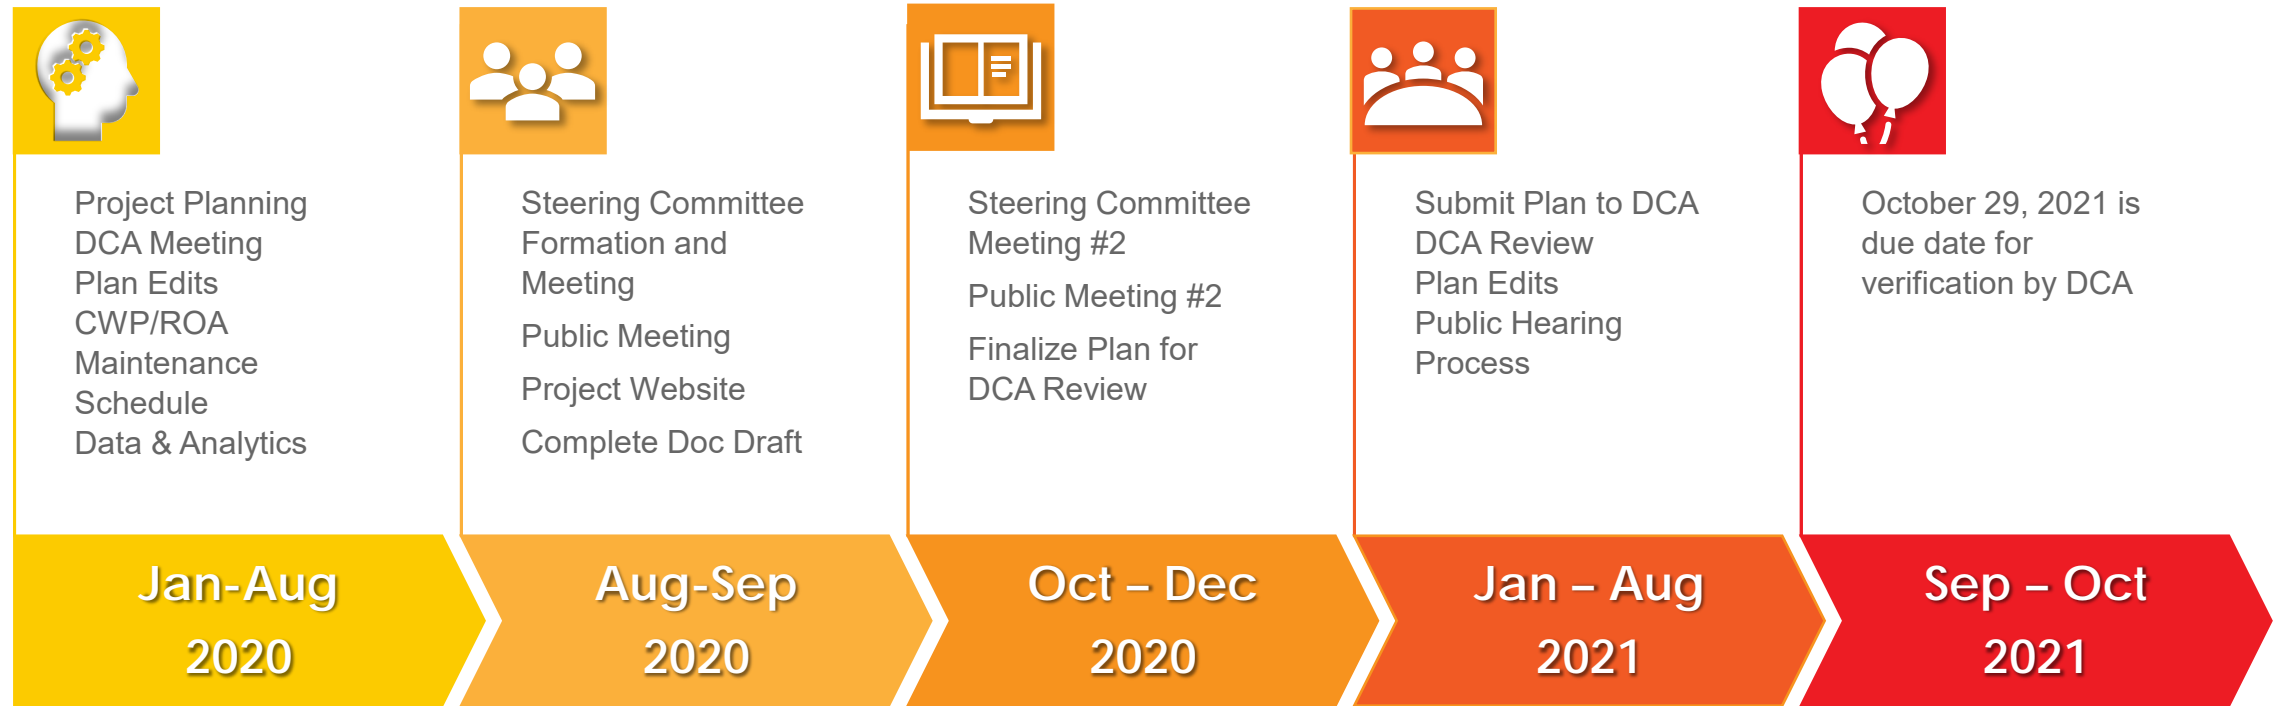 Project Planning
DCA Meeting
Plan Edits
CWP/ROA
Maintenance
Schedule
Data & Analytics
Jan-Aug
2020
Steering Committee
Formation and
Meeting
Public Meeting
Project Website
Complete Doc Draft
Aug-Sep
2020
Steering Committee
Meeting #2
Public Meeting #2
Finalize Plan for
DCA Review
Oct – Dec
2020
Submit Plan to DCA
DCA Review
Plan Edits
Public Hearing
Process
Jan – Aug
2021
October 29, 2021 is
due date for
verification by DCA
Sep – Oct
2021